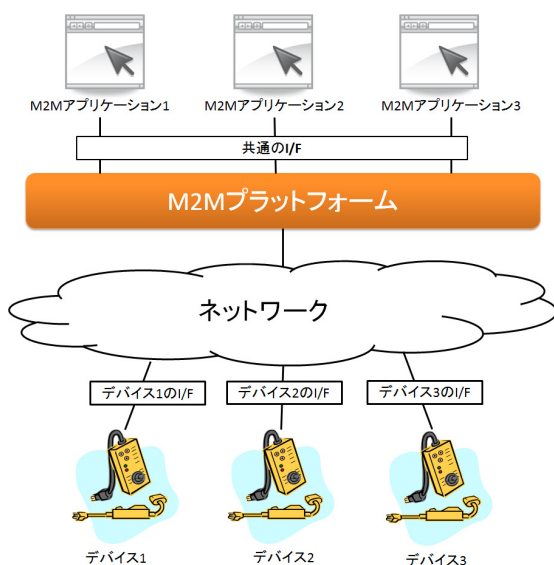 M2Mアプリケーション1
M2Mアプリケーション2
M2Mアプリケーション3
共通のI/F
M2Mプラットフォーム
ネットワーク
デバイス1のI/F
デバイス2のI/F
デバイス3のI/F
デバイス1
デバイス2
デバイス3